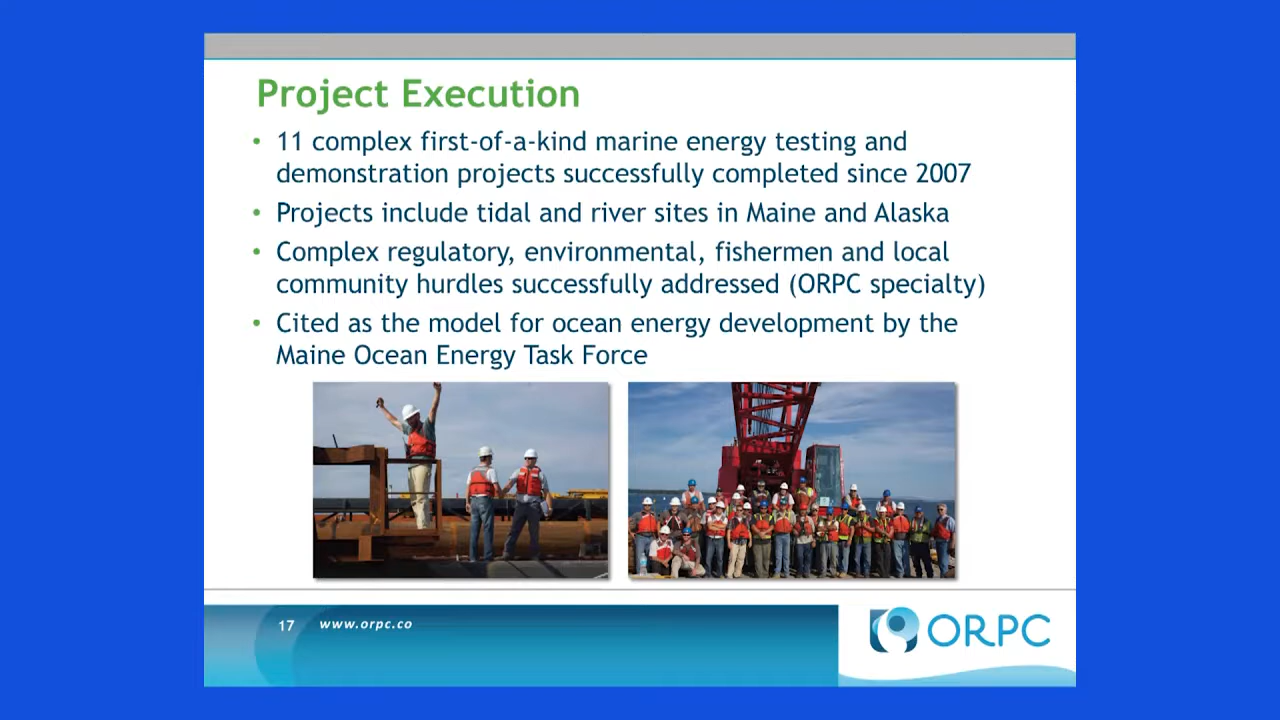 Project Execution
• 11 complex first-of-a-kind marine energy testing and
demonstration projects successfully completed since 2007
• Projects include tidal and river sites in Maine and Alaska
• Complex regulatory, environmental, fishermen and local
community hurdles successfully addressed (ORPC specialty)
• Cited as the model for ocean energy development by the
Maine Ocean Energy Task Force
17 www.orpc.co
ORPC